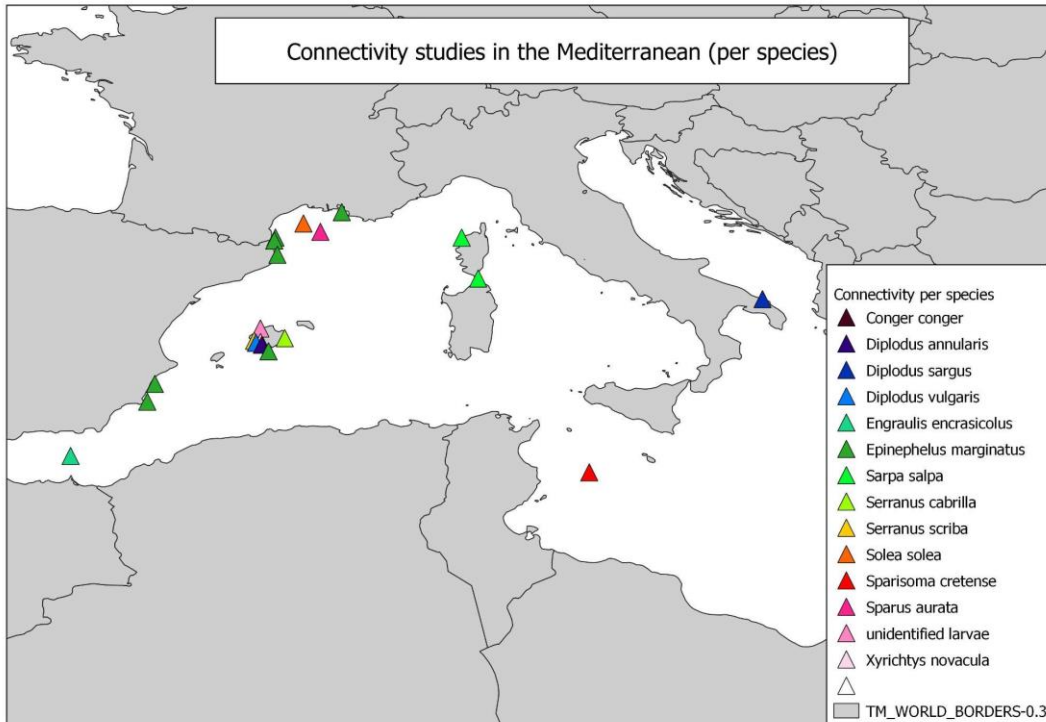 Connectivity studies in the Mediterranean (per species)
Connectivity per species
Conger conger
Diplodus annularis
Diplodus sargus
Diplodus vulgaris
Engraulis encrasicolus
Epinephelus marginatus
Sarpa salpa
Serranus cabrilla
Serranus scriba
Solea solea
Sparisoma cretense
Sparus aurata
unidentified larvae
Xyrichtys novacula
TM_WORLD_BORDERS-0.3